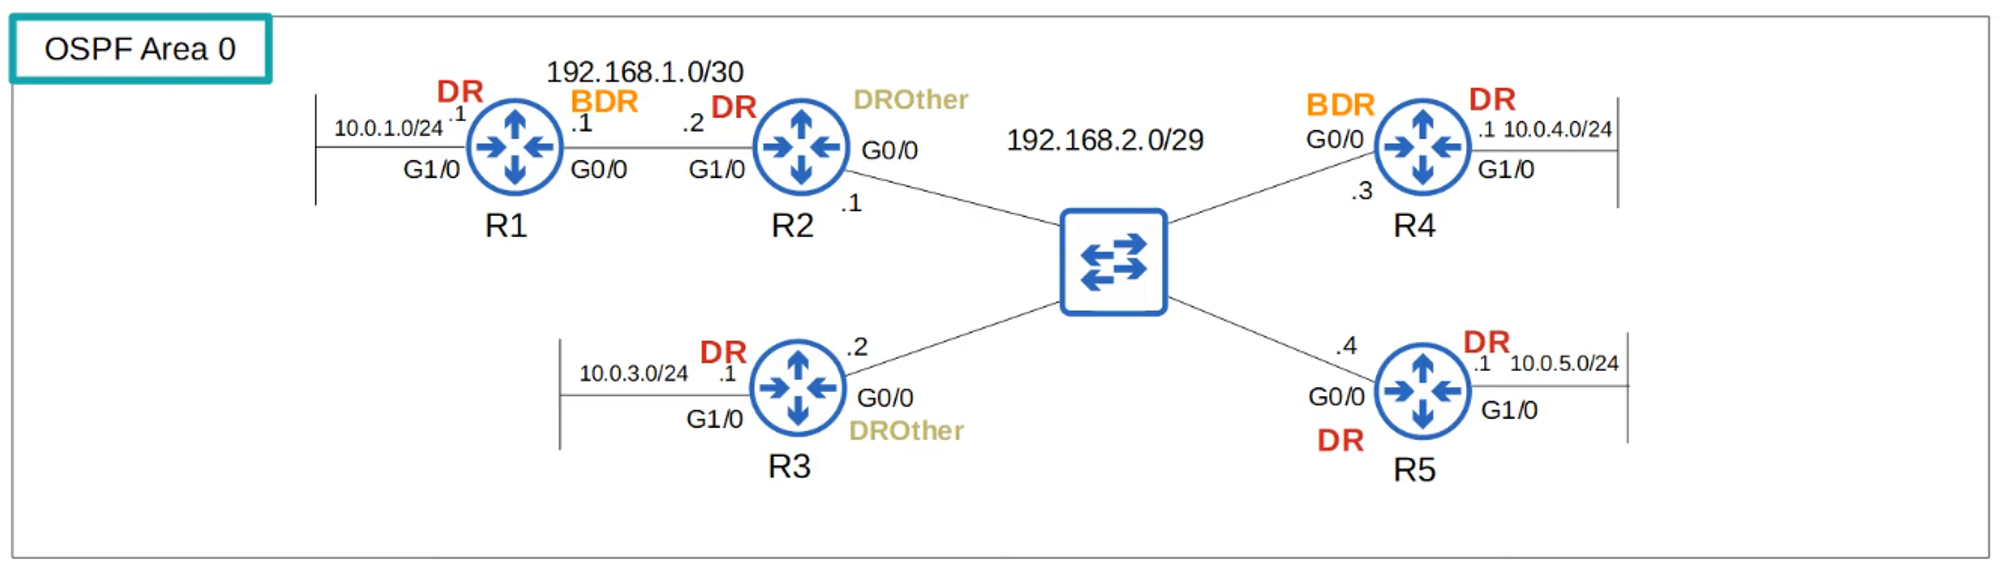 OSPF Area 0
192.168.1.0/30
DR
BDR
DR
DROther
10.0.1.0/24
.1
.1
.2
G1/0
G0/0
G1/0
G0/0
.1
R1
R2
192.168.2.0/29
BDR
DR
G0/0
.1
10.0.4.0/24
G1/0
.3
R4
DR
.2
10.0.3.0/24
.1
G1/0
G0/0
DROther
R3
.4
DR
.1
10.0.5.0/24
G0/0
G1/0
DR
R5